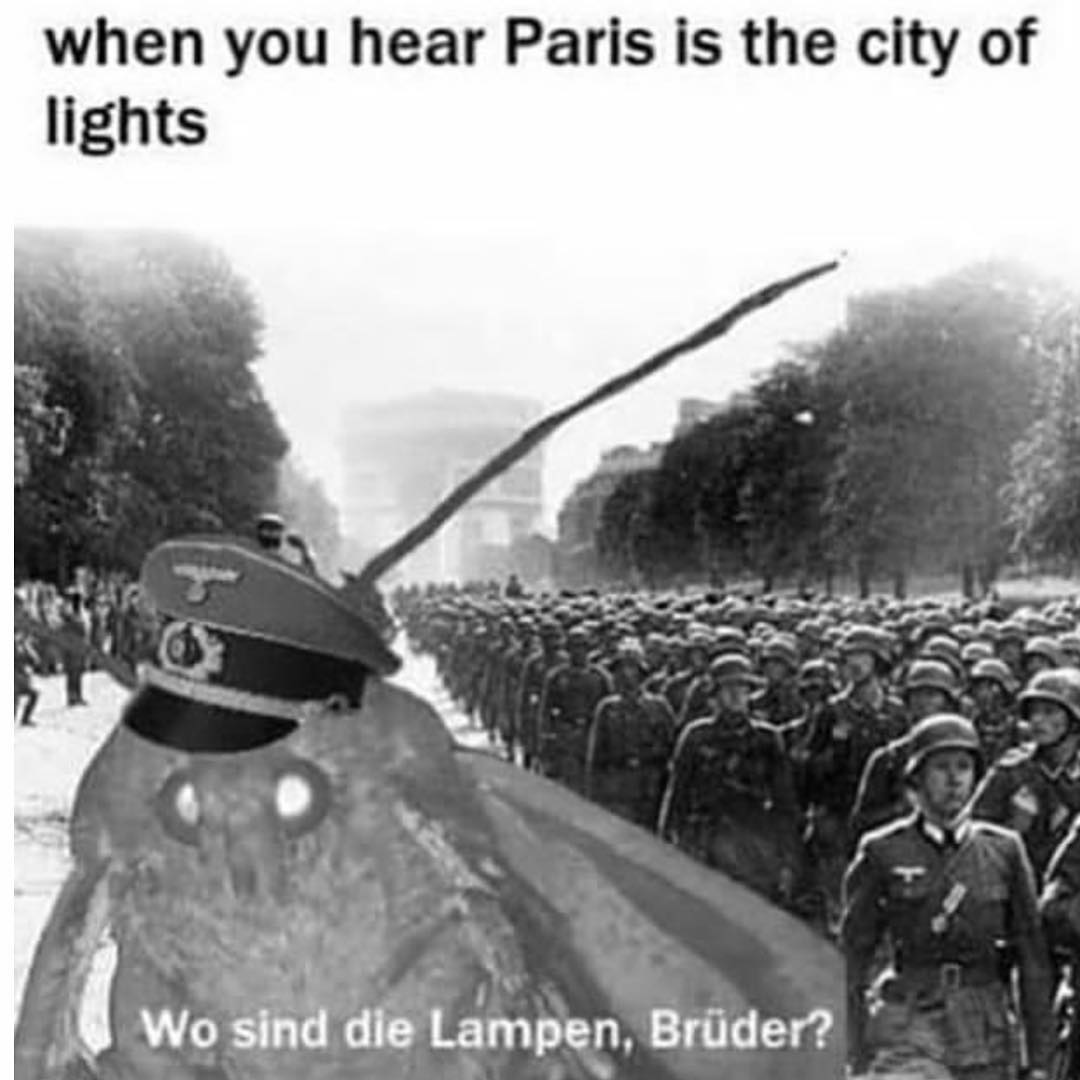 when you hear Paris is the city of
lights
Wo sind die Lampen, Brüder?